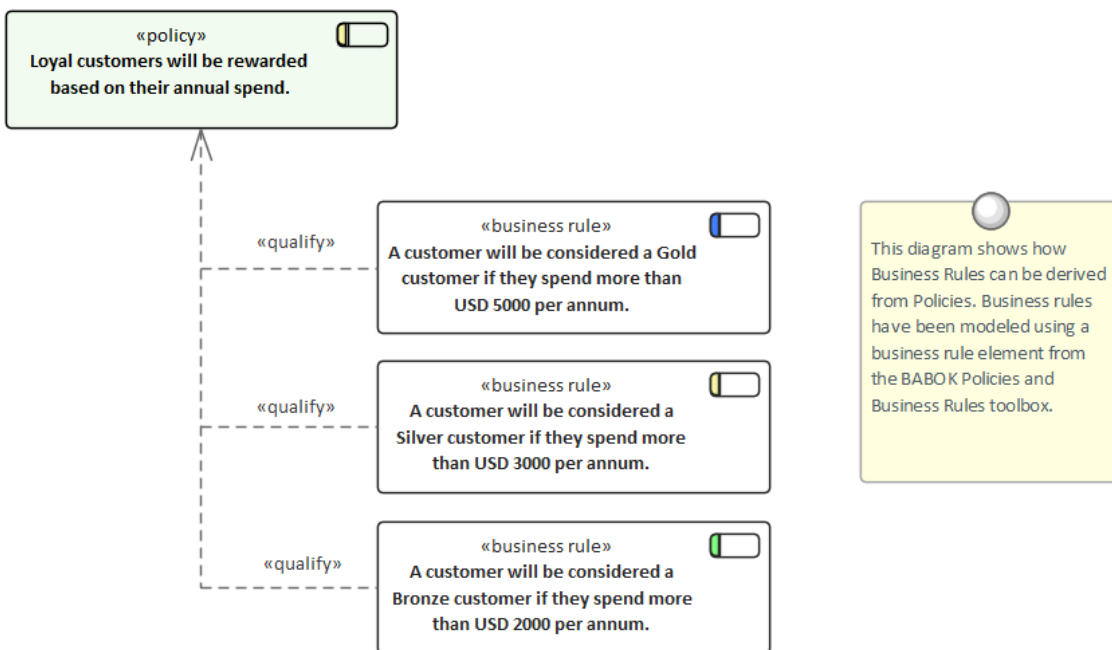 «policy»
Loyal customers will be rewarded
based on their annual spend.
«qualify»
«business rule»
A customer will be considered a Gold
customer if they spend more than
USD 5000 per annum.
«qualify»
«business rule»
A customer will be considered a
Silver customer if they spend more
than USD 3000 per annum.
«qualify»
«business rule»
A customer will be considered a
Bronze customer if they spend more
than USD 2000 per annum.
This diagram shows how
Business Rules can be derived
from Policies. Business rules
have been modeled using a
business rule element from
the BABOK Policies and
Business Rules toolbox.